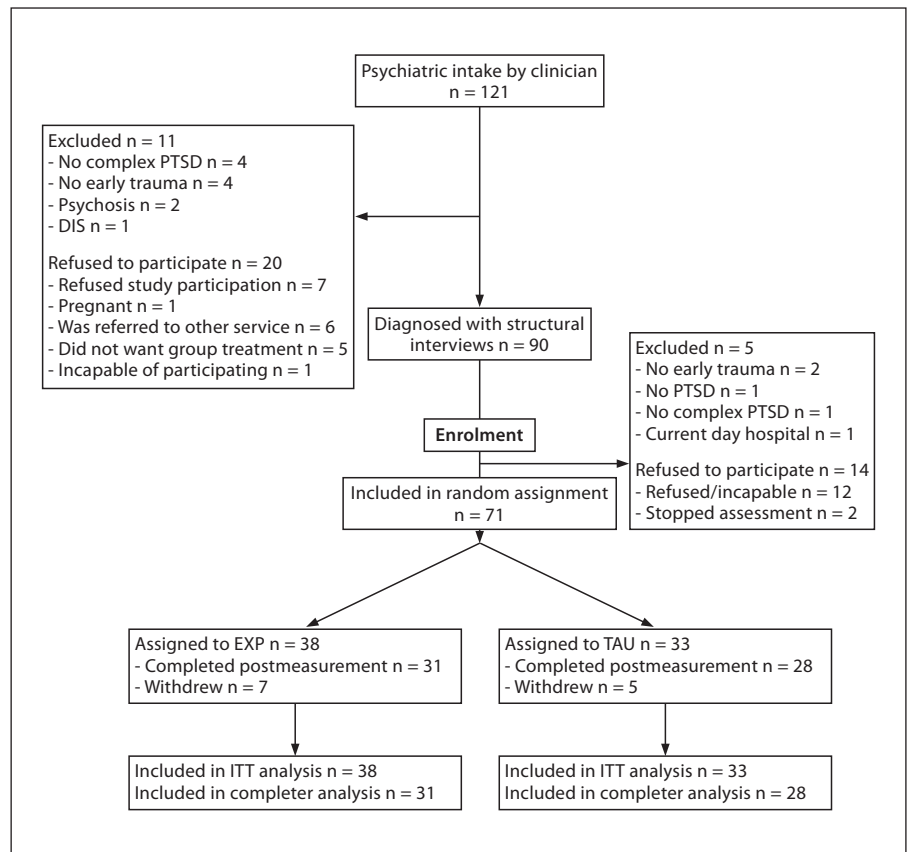 Psychiatric intake by clinician
n = 121
Excluded n = 11
- No complex PTSD n = 4
- No early trauma n = 4
- Psychosis n = 2
- DIS n = 1
Refused to participate n = 20
- Refused study participation n = 7
- Pregnant n = 1
- Was referred to other service n = 6
- Did not want group treatment n = 5
- Incapable of participating n = 1
Diagnosed with structural
interviews n = 90
Excluded n = 5
- No early trauma n = 2
- No PTSD n = 1
- No complex PTSD n = 1
- Current day hospital n = 1
Refused to participate n = 14
- Refused/incapable n = 12
- Stopped assessment n = 2
Enrolment
Included in random assignment
n = 71
Assigned to EXP n = 38
- Completed postmeasurement n = 31
- Withdrew n = 7
Assigned to TAU n = 33
- Completed postmeasurement n = 28
- Withdrew n = 5
Included in ITT analysis n = 38
Included in completer analysis n = 31
Included in ITT analysis n = 33
Included in completer analysis n = 28